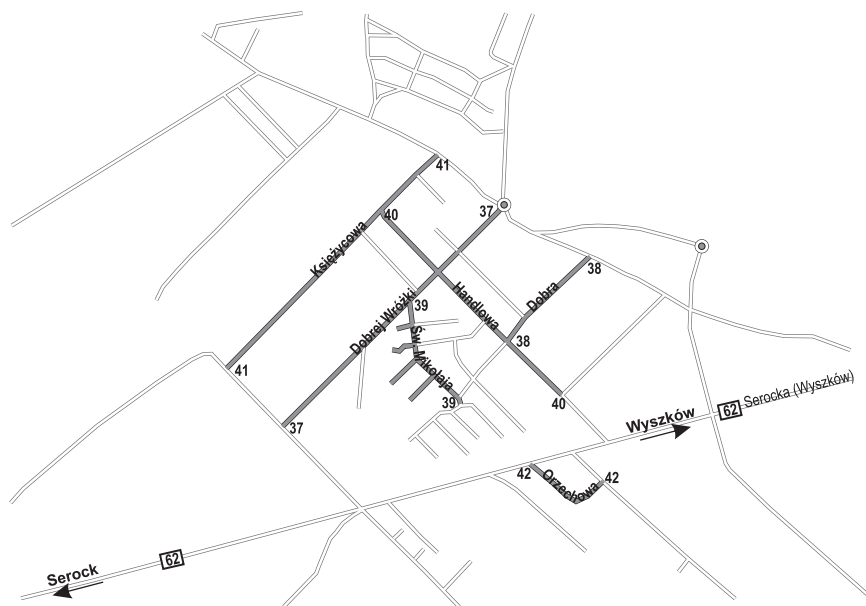 41
40
37
Księżycowa
38
Dobra
Handlowa
39
Dobrej Wróżki
Św. Mikołaja
38
41
39
40
37
62
Serocka (Wyszków)
Wyszków
42
Orzechowa
42
62
Serock